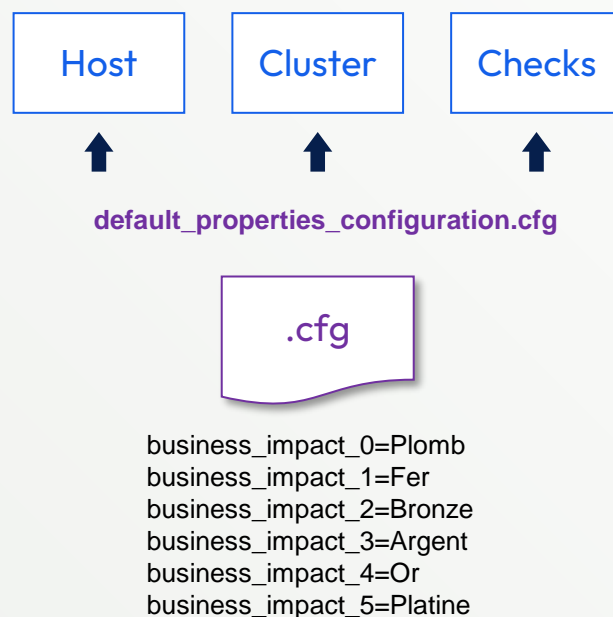 Host Cluster Checks
default_properties_configuration.cfg
.cfg
business_impact_0=Plomb
business_impact_1=Fer
business_impact_2=Bronze
business_impact_3=Argent
business_impact_4=Or
business_impact_5=Platine